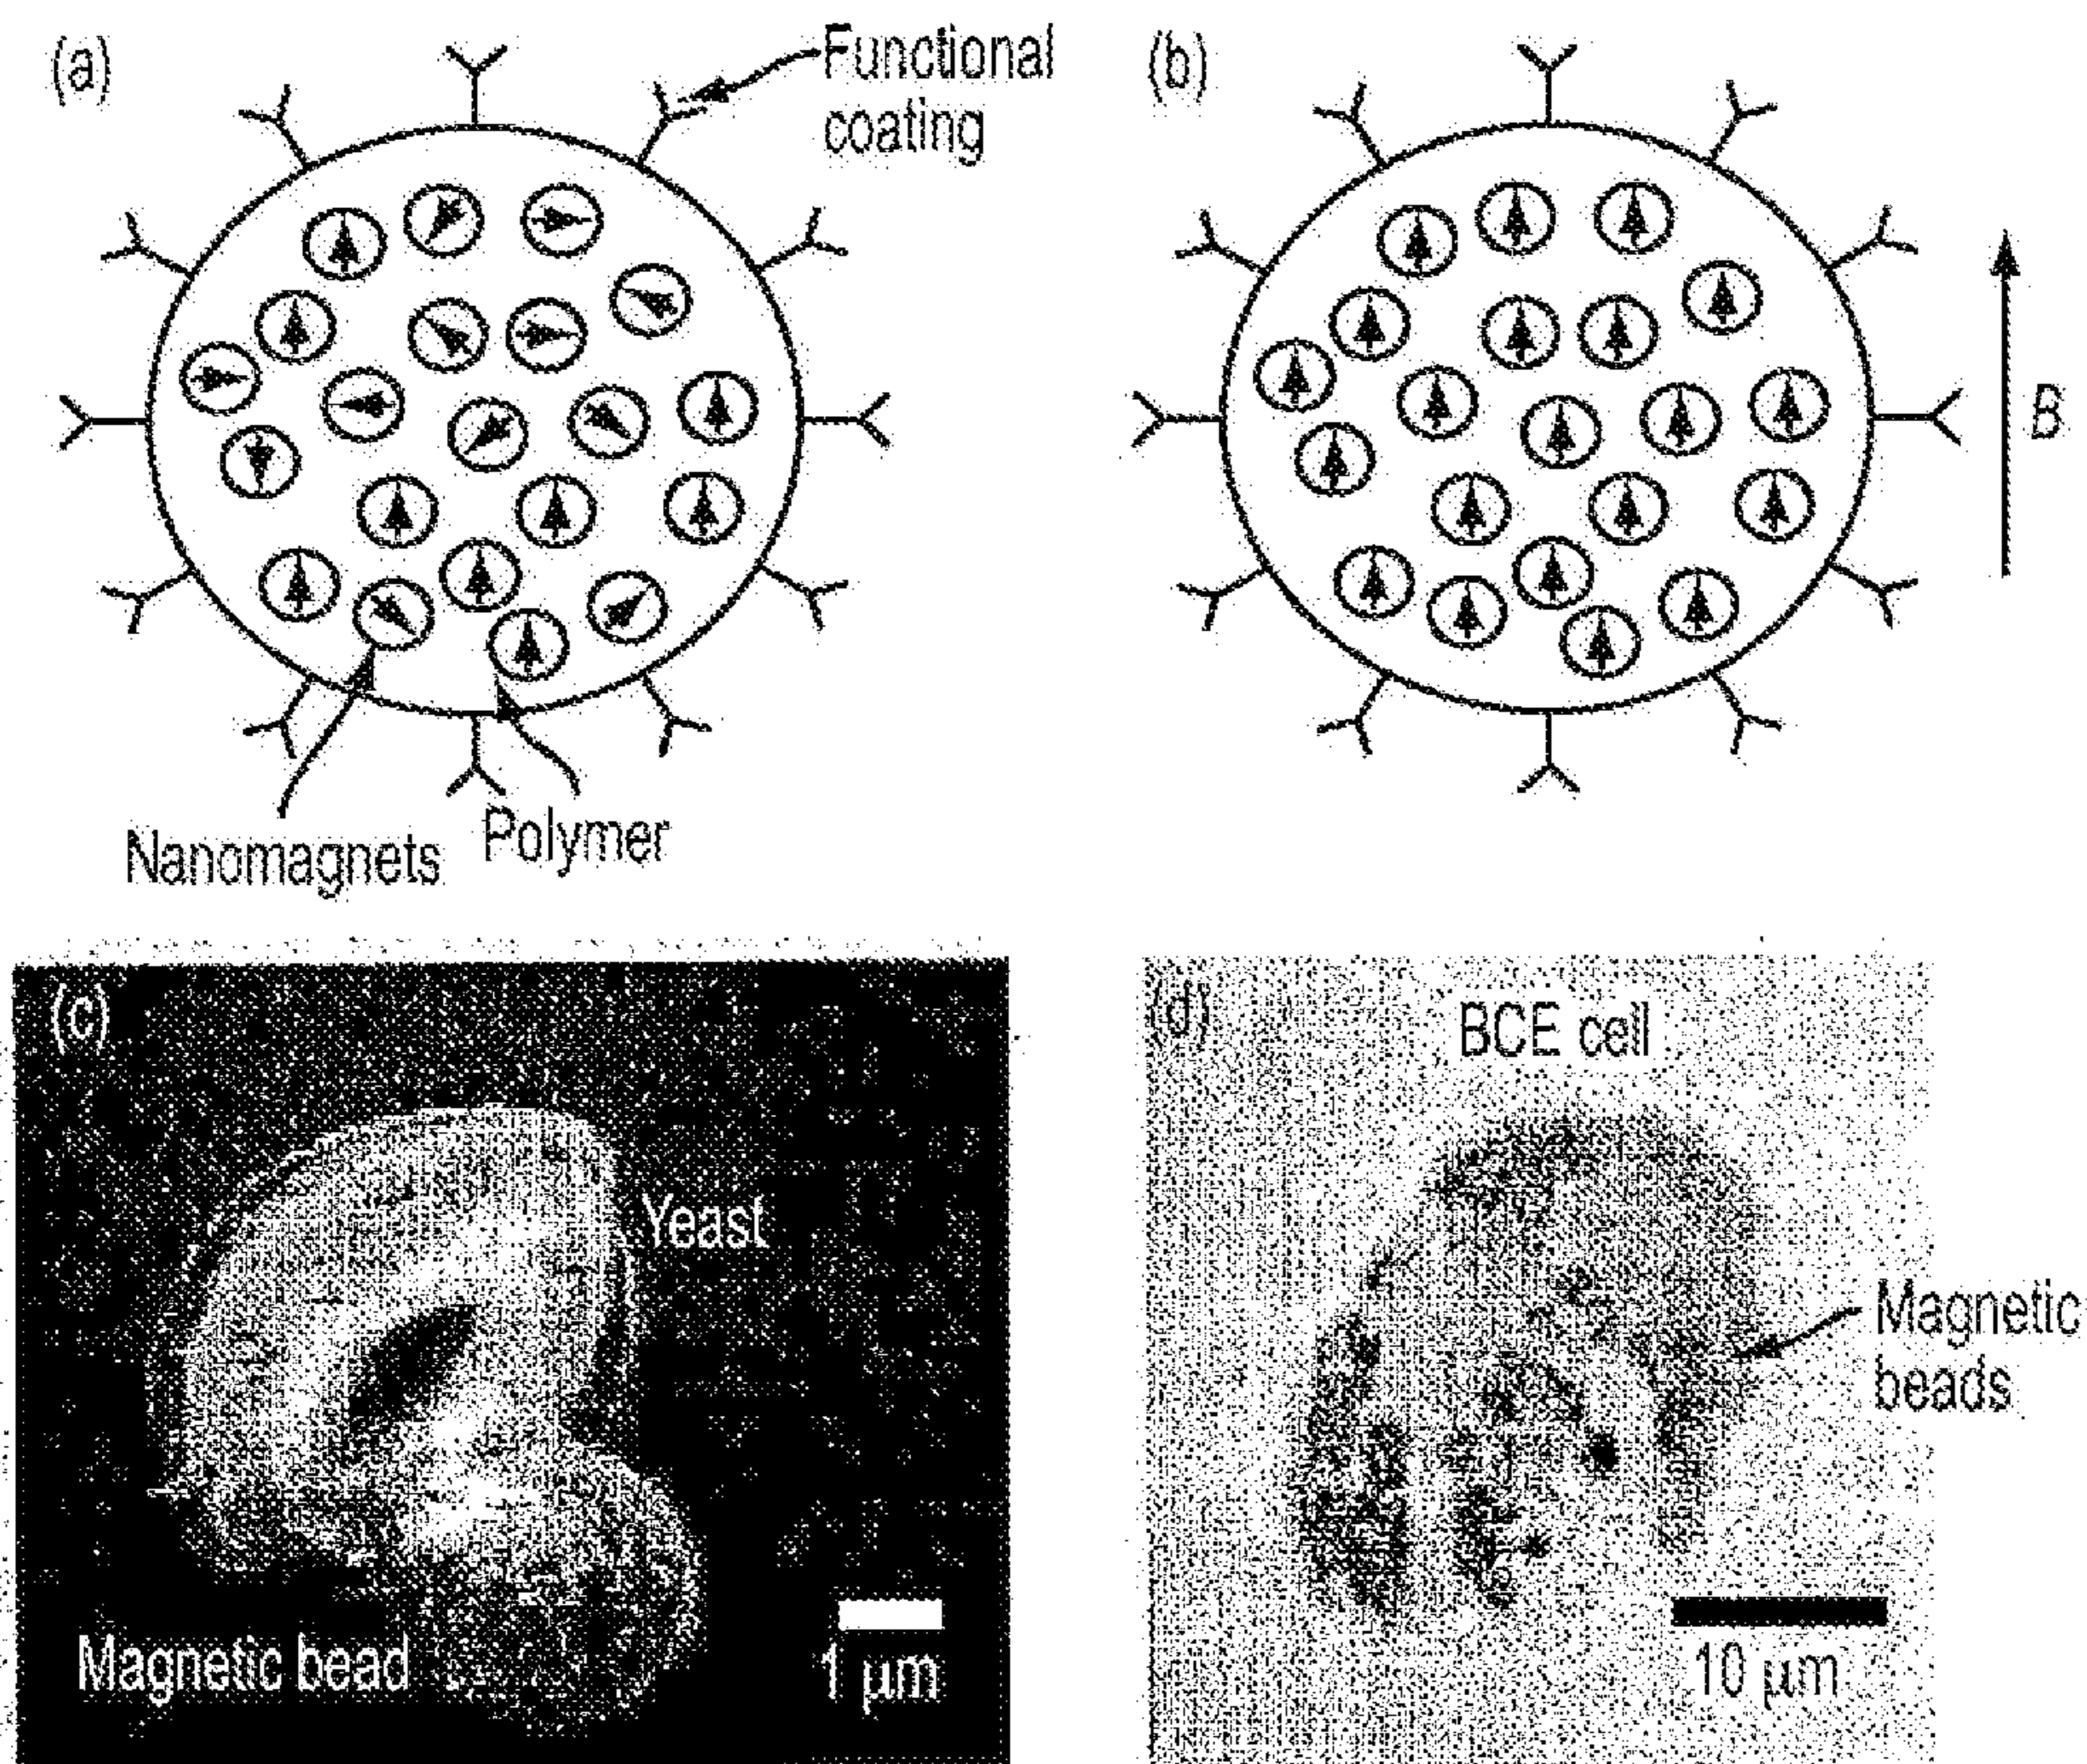 (a)
Functional
coating
Nanomagnets
Polymer
(b)
B
(c)
Yeast
Magnetic bead
1 μm
(d)
BCE cell
Magnetic
beads
10 μm